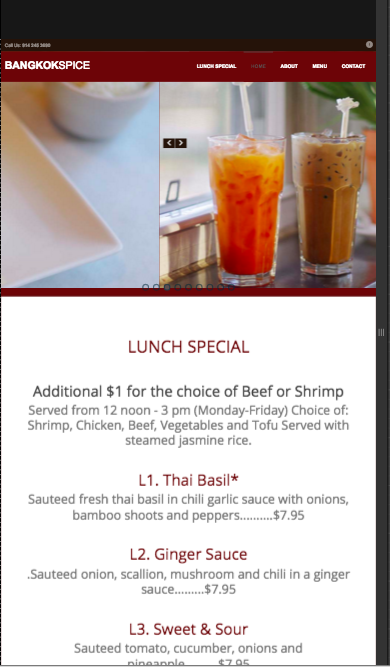 Call Us: 814 343 3689
BANGKOKSPICE
LUNCH SPECIAL HOME ABOUT MENU CONTACT
LUNCH SPECIAL
Additional $1 for the choice of Beef or Shrimp
Served from 12 noon - 3 pm (Monday-Friday) Choice of:
Shrimp, Chicken, Beef, Vegetables and Tofu Served with
steamed jasmine rice.
L1. Thai Basil*
Sauteed fresh thai basil in chili garlic sauce with onions,
bamboo shoots and peppers..........$7.95
L2. Ginger Sauce
.Sauteed onion, scallion, mushroom and chili in a ginger
sauce.........$7.95
L3. Sweet & Sour
Sauteed tomato, cucumber, onions and
pineapple.........$7.95